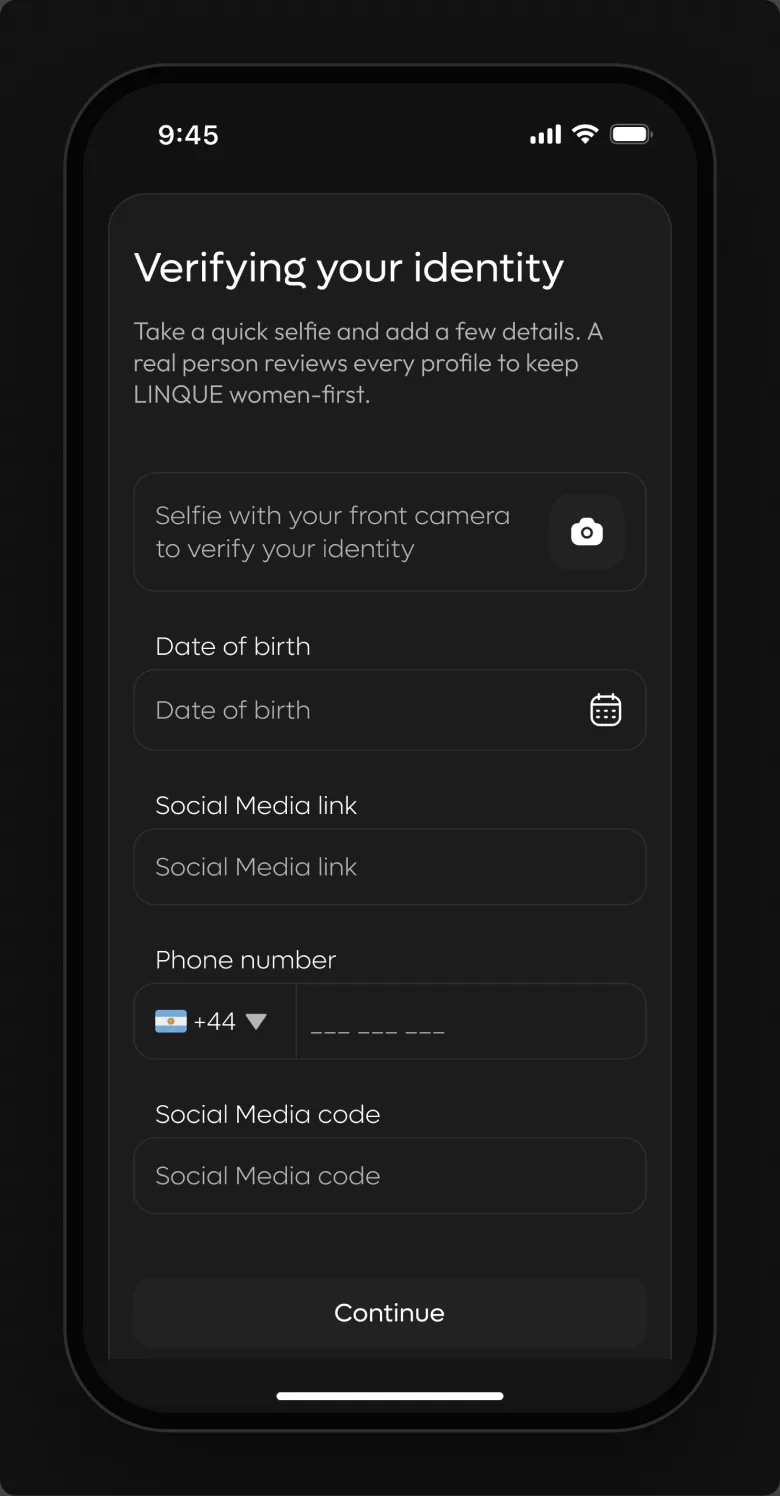 9:45
Verifying your identity
Take a quick selfie and add a few details. A
real person reviews every profile to keep
LINQUE women-first.
Selfie with your front camera
to verify your identity
Date of birth
Date of birth
Social Media link
Social Media link
Phone number
+44 ___ ___ ___
Social Media code
Social Media code
Continue